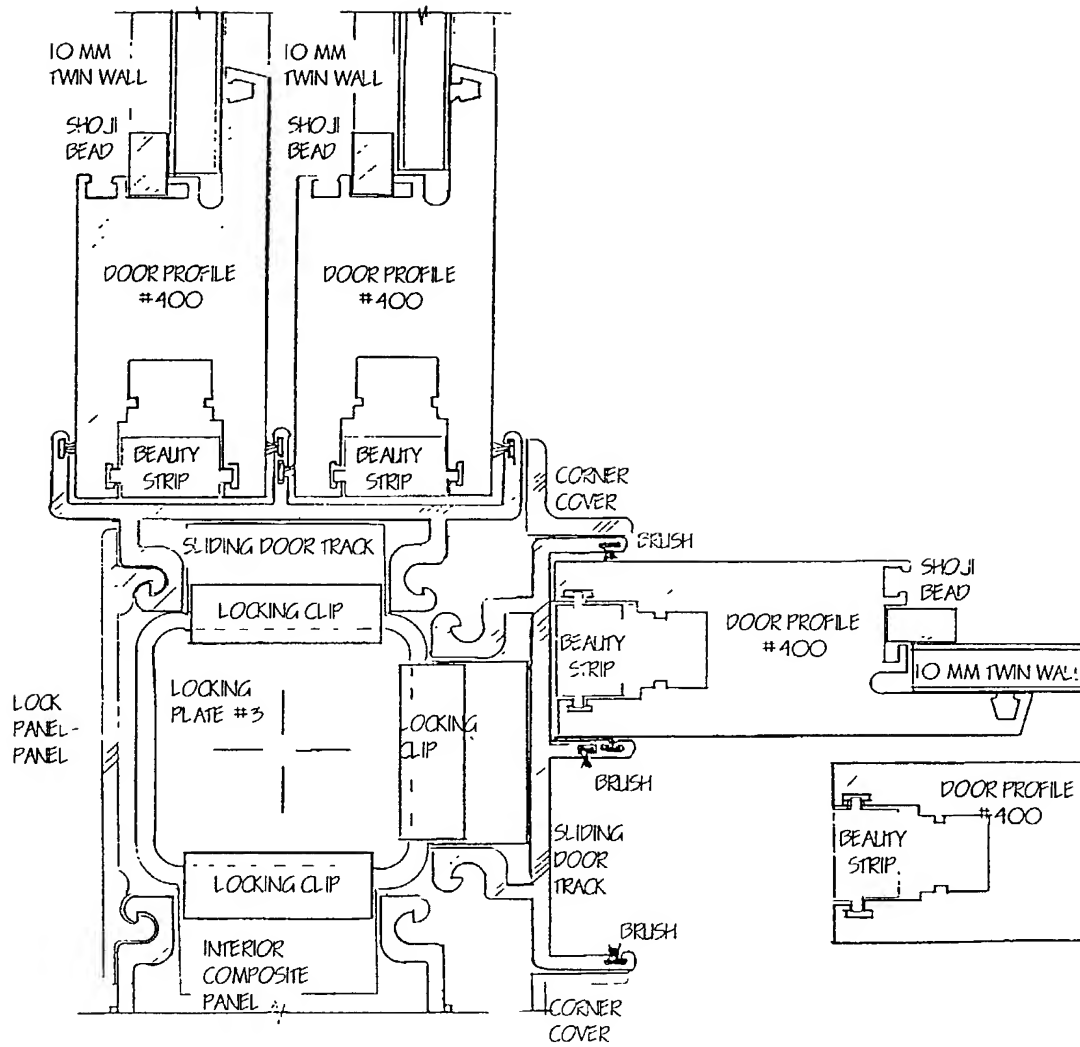 10 MM
TWIN WALL
10 MM
TWIN WALL
SHOJI
BEAD
SHOJI
BEAD
DOOR PROFILE
#400
DOOR PROFILE
#400
BEAUTY
STRIP
BEAUTY
STRIP
CORNER
COVER
SLIDING DOOR TRACK
BRUSH
SHOJI
BEAD
LOCKING CLIP
DOOR PROFILE
#400
BEAUTY
STRIP
10 MM TWIN WALL
LOCKING
PLATE #3
LOCK
PANEL-
PANEL
LOCKING
CLIP
BRUSH
DOOR PROFILE
#400
SLIDING
DOOR
TRACK
BEAUTY
STRIP
LOCKING CLIP
BRUSH
INTERIOR
COMPOSITE
PANEL
CORNER
COVER